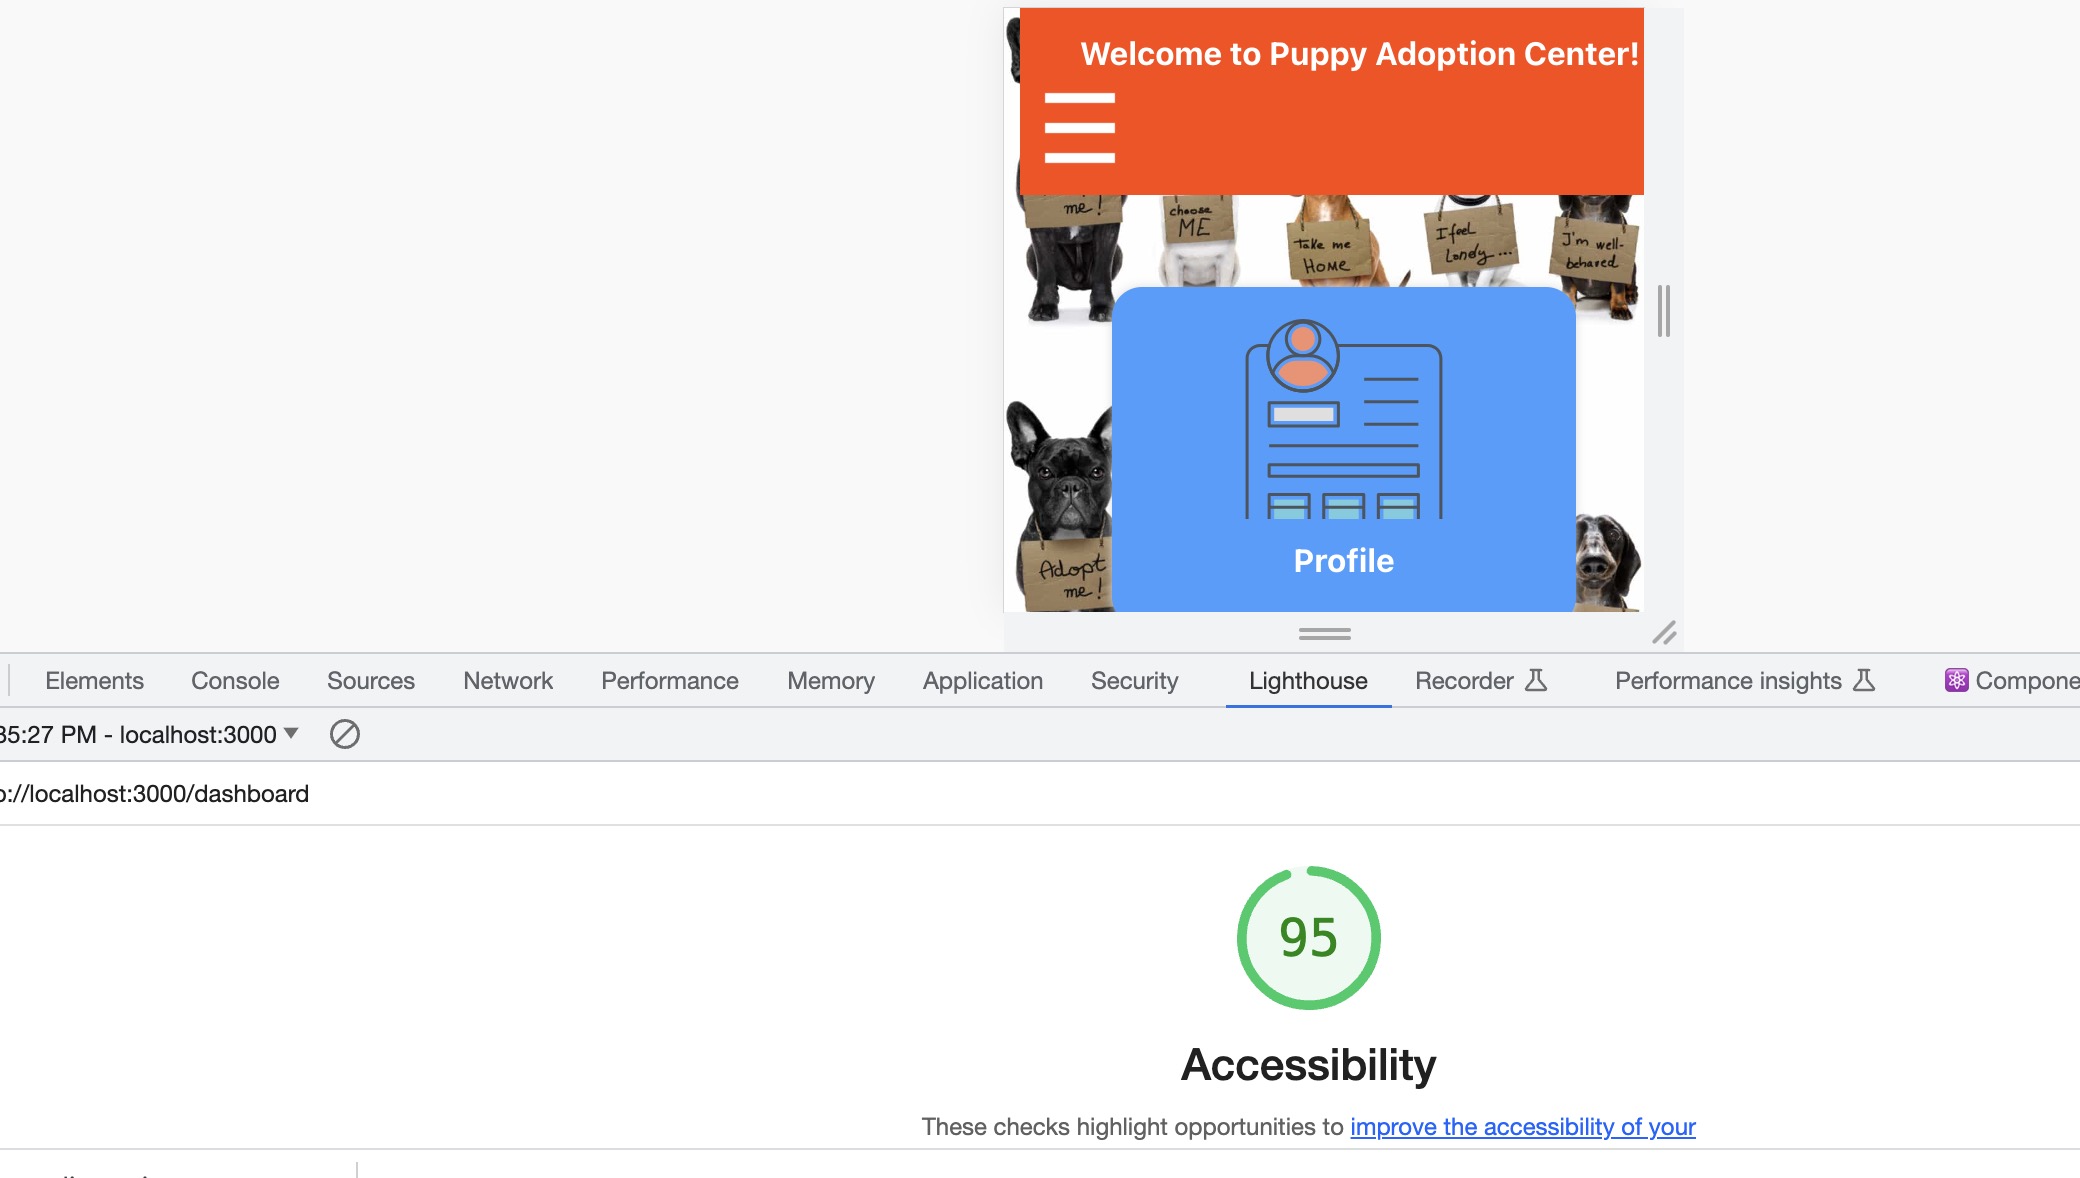 Welcome to Puppy Adoption Center!
me!
choose
ME
Take me
HOME
I feel
Lonely...
I'm well-
behaved
Profile
Adopt
me!
Elements Console Sources Network Performance Memory Application Security Lighthouse Recorder Performance insights Compone
35:27 PM - localhost:3000
p://localhost:3000/dashboard
95
Accessibility
These checks highlight opportunities to improve the accessibility of your